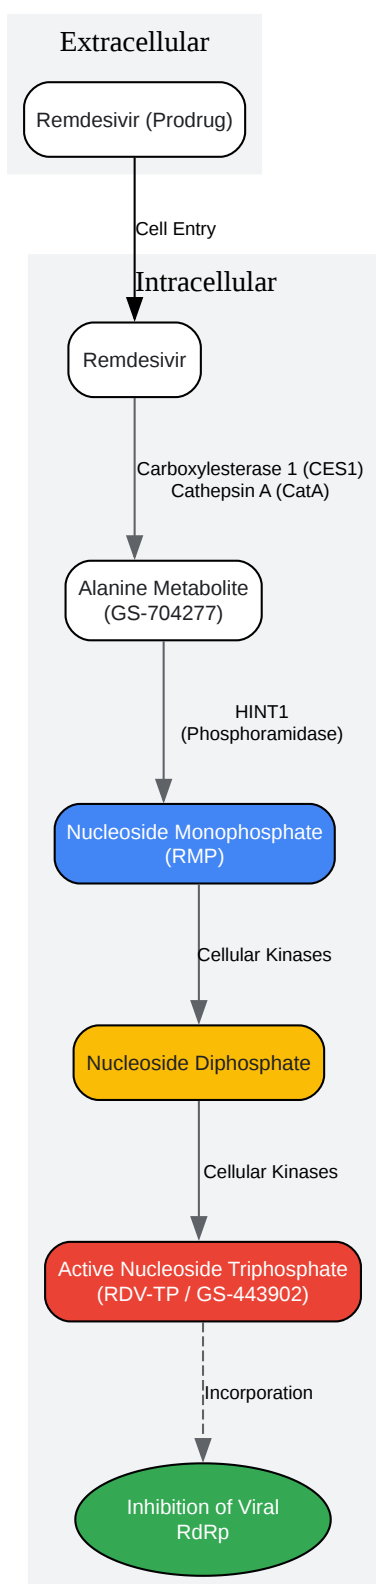 Extracellular
Remdesivir (Prodrug)
Cell Entry
Intracellular
Remdesivir
Carboxylesterase 1 (CES1)
Cathepsin A (CatA)
Alanine Metabolite
(GS-704277)
HINT1
(Phosphoramidase)
Nucleoside Monophosphate
(RMP)
Cellular Kinases
Nucleoside Diphosphate
Cellular Kinases
Active Nucleoside Triphosphate
(RDV-TP / GS-443902)
Incorporation
Inhibition of Viral
RdRp